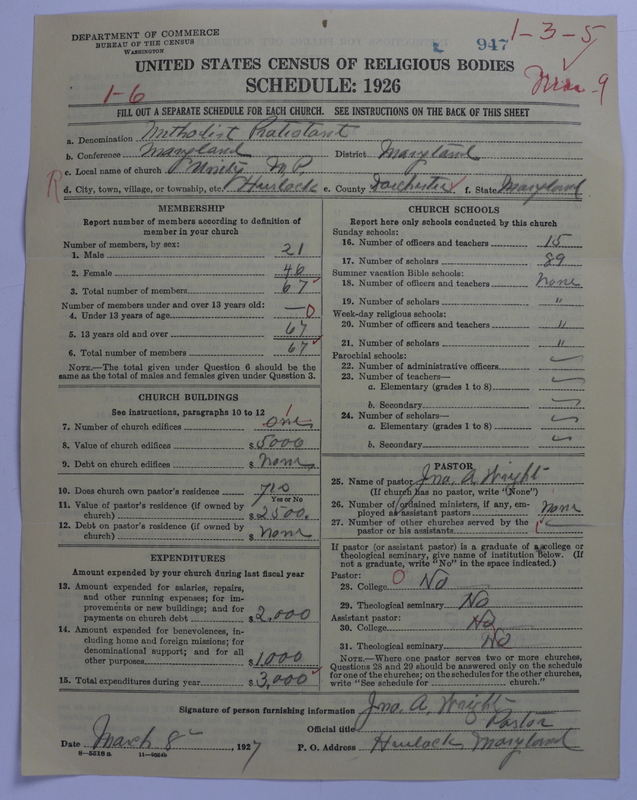 DEPARTMENT OF COMMERCE
BUREAU OF THE CENSUS
WASHINGTON
947
1-3-5
UNITED STATES CENSUS OF RELIGIOUS BODIES
SCHEDULE: 1926
1-6
9
FILL OUT A SEPARATE SCHEDULE FOR EACH CHURCH. SEE INSTRUCTIONS ON THE BACK OF THIS SHEET
a. Denomination Methodist Protestant
b. Conference Maryland District Maryland
c. Local name of church Unity M.P.
R
d. City, town, village, or township, etc. Hurlock e. County Dorchester f. State Maryland
MEMBERSHIP
Report number of members according to definition of
member in your church
Number of members, by sex:
1. Male 21
2. Female 46
3. Total number of members 67
Number of members under and over 13 years old:
4. Under 13 years of age — 0
5. 13 years old and over 67
6. Total number of members 67
NOTE.—The total given under Question 6 should be
same as the total of males and females given under Question 3.
CHURCH BUILDINGS
See instructions, paragraphs 10 to 12
1
7. Number of church edifices one
8. Value of church edifices $ 5000
9. Debt on church edifices $ None
10. Does church own pastor's residence
Yes or No
11. Value of pastor's residence (if owned by
church) $ 2500.
12. Debt on pastor's residence (if owned by
church) $ None
EXPENDITURES
Amount expended by your church during last fiscal year
13. Amount expended for salaries, repairs,
and other running expenses; for im-
provements or new buildings; and for
payments on church debt $ 2,000
14. Amount expended for benevolences, in-
cluding home and foreign missions; for
denominational support; and for all
other purposes $ 1,000
15. Total expenditures during year $ 3,000
CHURCH SCHOOLS
Report here only schools conducted by this church
Sunday schools:
16. Number of officers and teachers 15
17. Number of scholars 89
Summer vacation Bible schools:
18. Number of officers and teachers None
19. Number of scholars "
Week-day religious schools:
20. Number of officers and teachers "
21. Number of scholars "
Parochial schools:
22. Number of administrative officers
23. Number of teachers—
a. Elementary (grades 1 to 8)
b. Secondary
24. Number of scholars—
a. Elementary (grades 1 to 8)
b. Secondary
PASTOR
25. Name of pastor Jno. A. Wright
(If church has no pastor, write "None")
26. Number of ordained ministers, if any, em-
ployed as assistant pastors None
27. Number of other churches served by the
pastor or his assistants 1
If pastor (or assistant pastor) is a graduate of a college or
theological seminary, give name of institution below. (If
not a graduate, write "No" in the space indicated.)
Pastor:
28. College 0 No
29. Theological seminary No
Assistant pastor:
30. College No
31. Theological seminary No
NOTE.—Where one pastor serves two or more churches,
Questions 28 and 29 should be answered only on the schedule
for one of the churches; on the schedules for the other churches,
write "See schedule for church."
Signature of person furnishing information Jno. A. Wright
Official title Pastor
Date March 8 1927 P. O. Address Hurlock, Maryland
8—5518 a 11—9264b